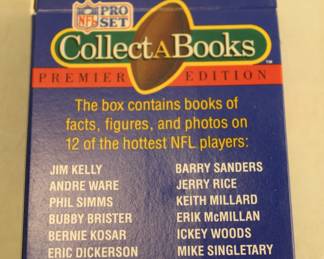 NFL PRO SET
CollectABooks™
PREMIER EDITION
The box contains books of
facts, figures, and photos on
12 of the hottest NFL players:
JIM KELLY BARRY SANDERS
ANDRE WARE JERRY RICE
PHIL SIMMS KEITH MILLARD
BUBBY BRISTER ERIK McMILLAN
BERNIE KOSAR ICKEY WOODS
ERIC DICKERSON MIKE SINGLETARY